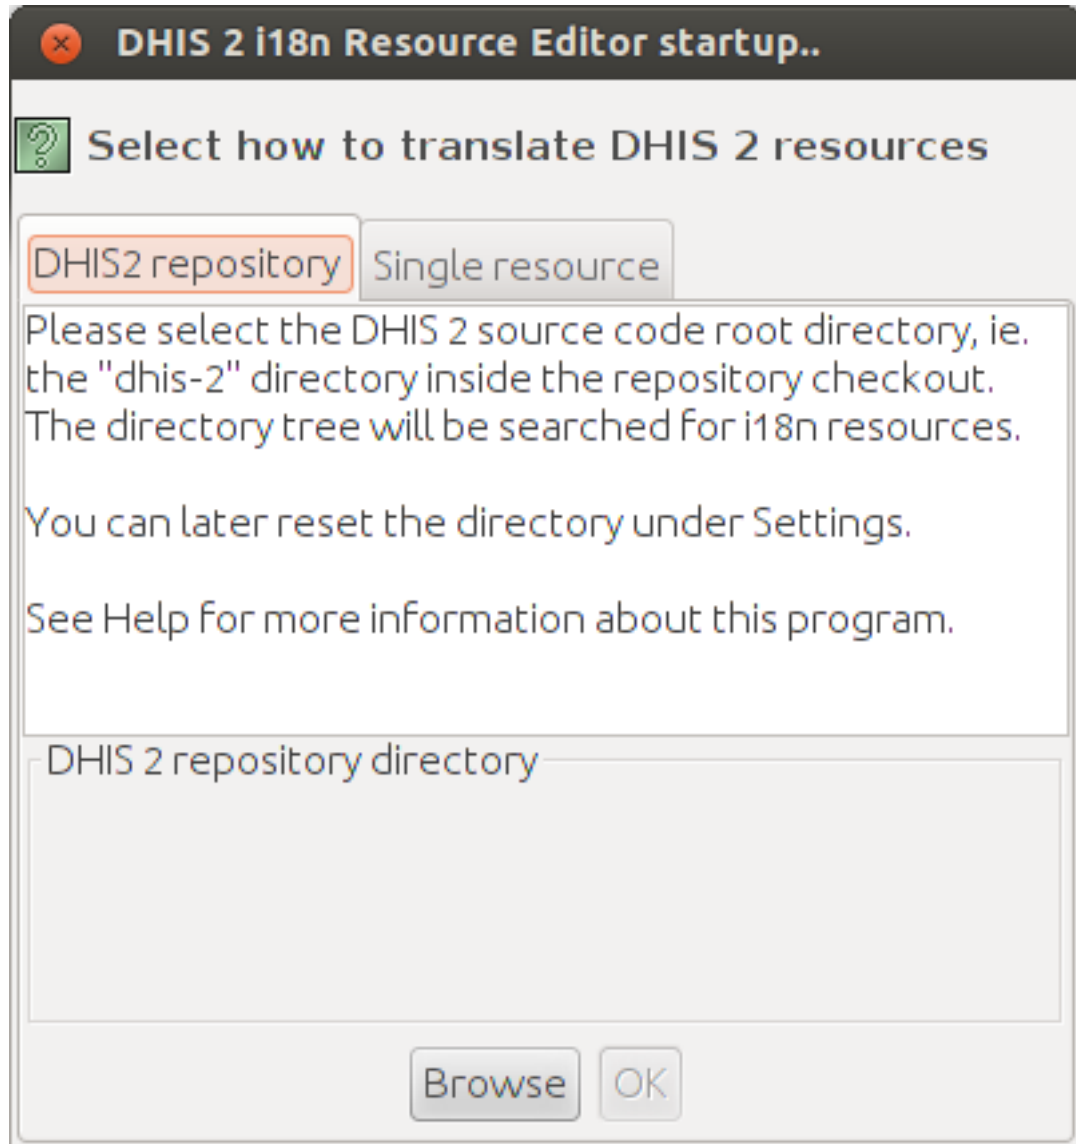 DHIS 2 i18n Resource Editor startup..
Select how to translate DHIS 2 resources
DHIS2 repository
Single resource
Please select the DHIS 2 source code root directory, ie.
the "dhis-2" directory inside the repository checkout.
The directory tree will be searched for i18n resources.
You can later reset the directory under Settings.
See Help for more information about this program.
DHIS 2 repository directory
Browse
OK